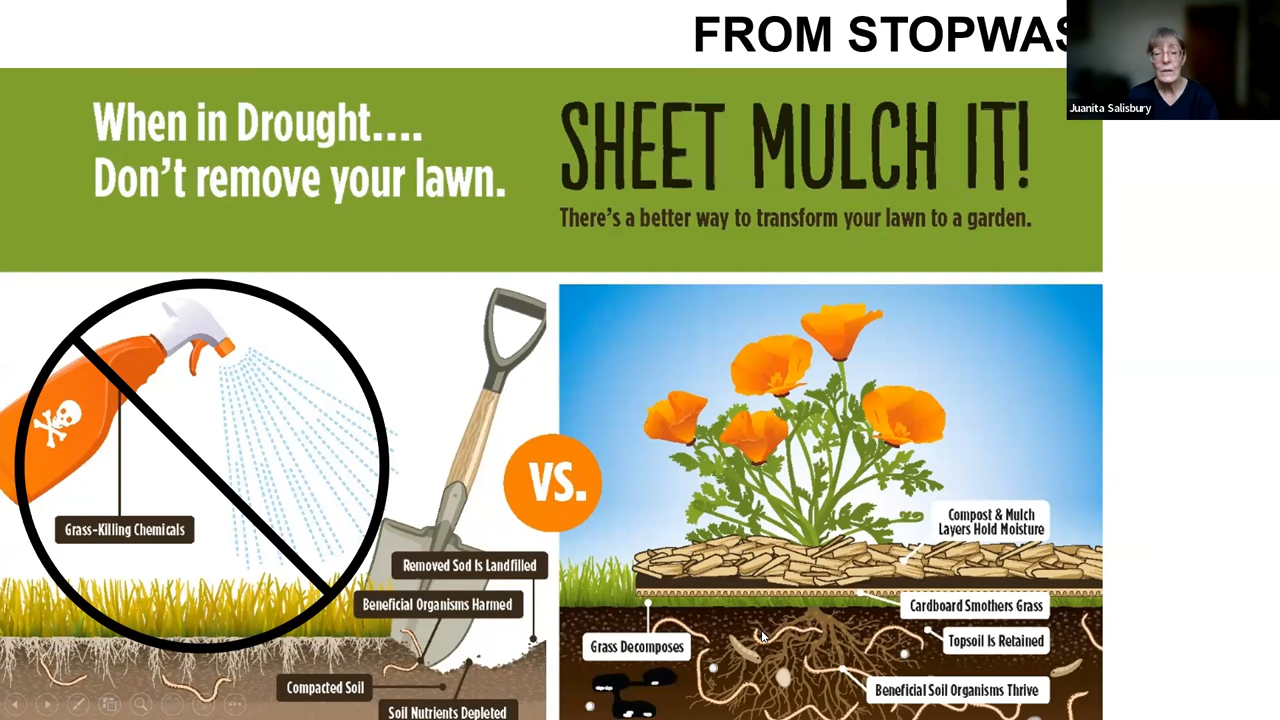 FROM STOPWAS
Juanita Salisbury
When in Drought....
Don't remove your lawn.
SHEET MULCH IT!
There's a better way to transform your lawn to a garden.
VS.
Grass-Killing Chemicals
Removed Sod Is Landfilled
Beneficial Organisms Harmed
Compacted Soil
Soil Nutrients Depleted
Compost & Mulch
Layers Hold Moisture
Cardboard Smothers Grass
Topsoil Is Retained
Grass Decomposes
Beneficial Soil Organisms Thrive